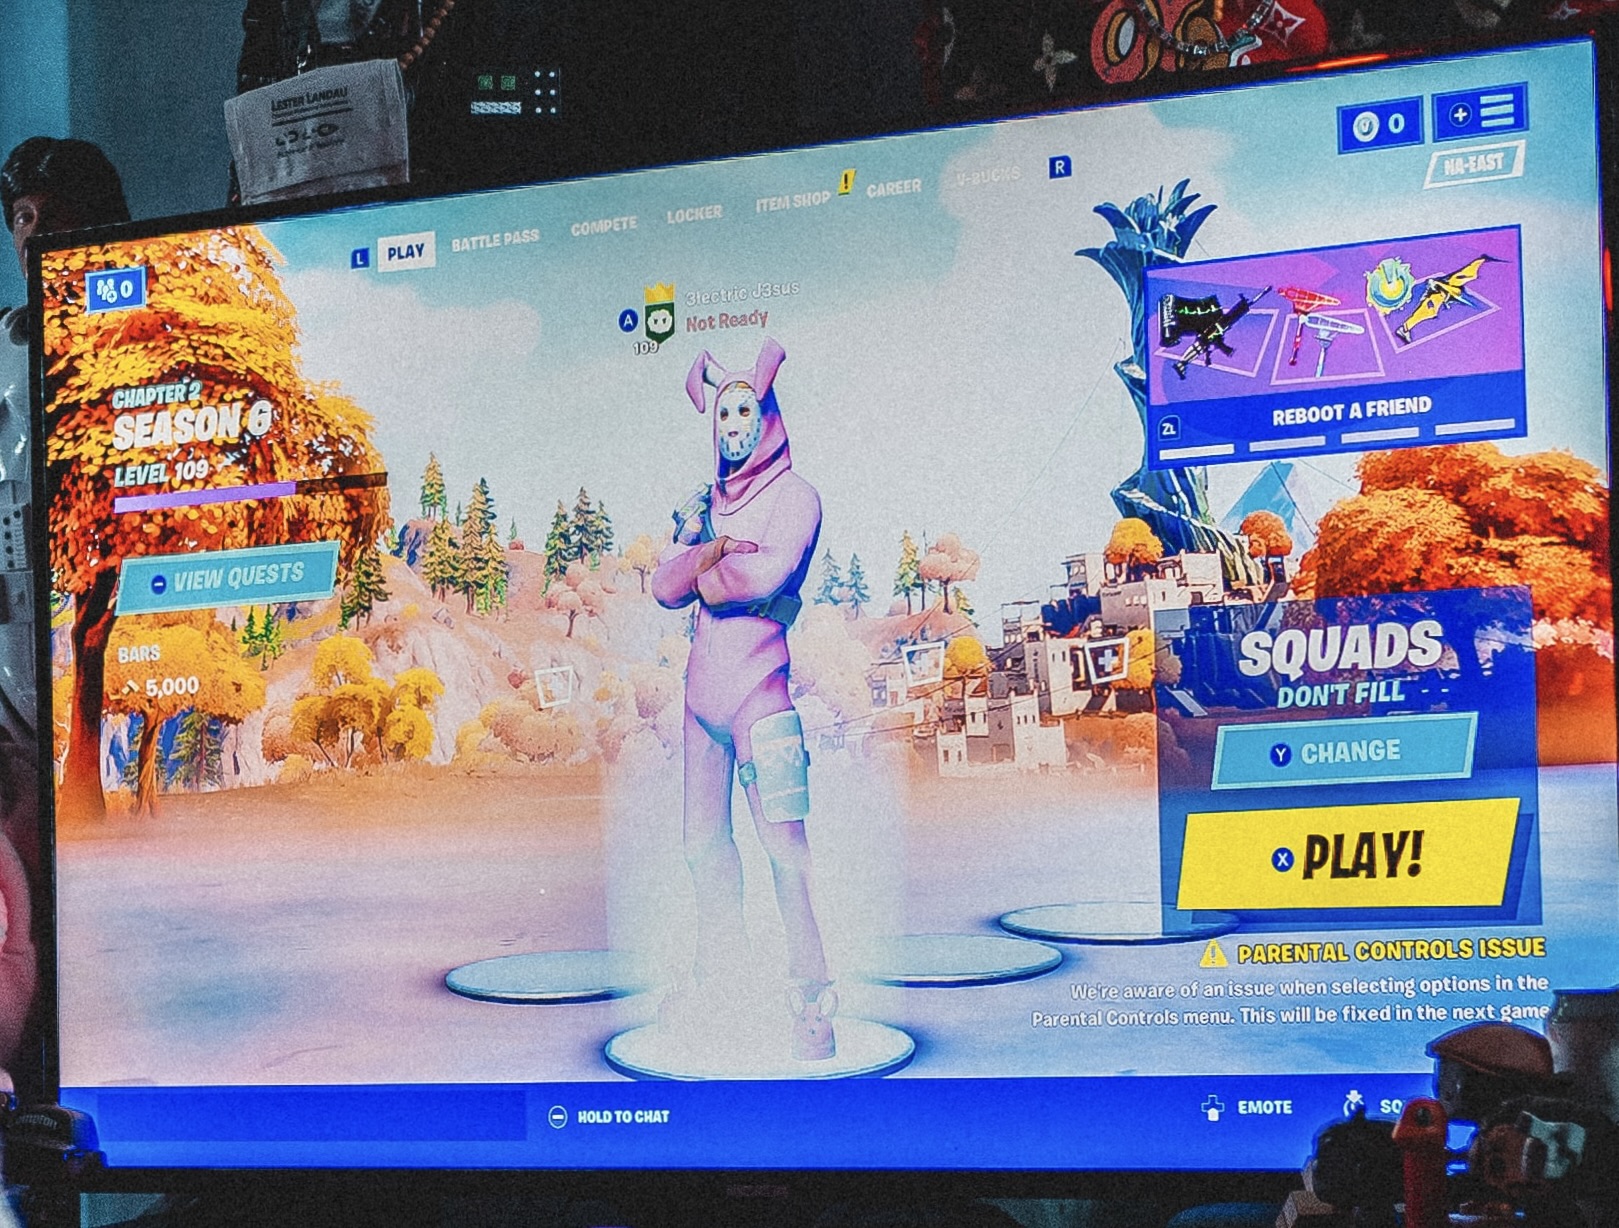 LESTER LANDAU
0
+
NA-EAST
L
PLAY
BATTLE PASS
COMPETE
LOCKER
ITEM SHOP
!
CAREER
V-BUCKS
R
0
A
3lectric J3sus
Not Ready
109
CHAPTER 2
SEASON 6
LEVEL 109
VIEW QUESTS
BARS
5,000
ZL
REBOOT A FRIEND
SQUADS
DON'T FILL
Y CHANGE
X PLAY!
PARENTAL CONTROLS ISSUE
We're aware of an issue when selecting options in the
Parental Controls menu. This will be fixed in the next game
HOLD TO CHAT
EMOTE
SQ